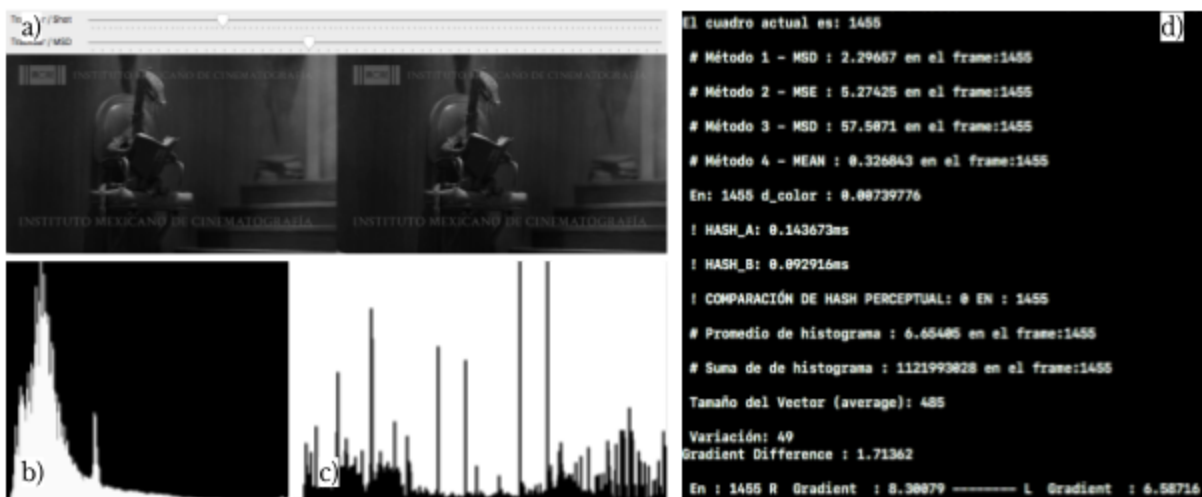 a)
INSTITUTO MEXICANO DE CINEMATOGRAFÍA
INSTITUTO MEXICANO DE CINEMATOGRAFÍA
INSTITUTO MEXICANO DE CINEMATOGRAFÍA
INSTITUTO MEXICANO DE CINEMATOGRAFÍA
b)
c)
d)
El cuadro actual es: 1455
# Método 1 - MSD : 2.29657 en el frame:1455
# Método 2 - MSE : 5.27425 en el frame:1455
# Método 3 - MSD : 57.5071 en el frame:1455
# Método 4 - MEAN : 0.326843 en el frame:1455
En: 1455 d_color : 0.00739776
! HASH_A: 0.143673ms
! HASH_B: 0.092916ms
! COMPARACIÓN DE HASH PERCEPTUAL: 0 EN : 1455
# Promedio de histograma : 6.65405 en el frame:1455
# Suma de de histograma : 1121993028 en el frame:1455
Tamaño del Vector (average): 485
Variación: 49
Gradient Difference : 1.71362
En : 1455 R Gradient : 8.30079 ———— L Gradient : 6.5871